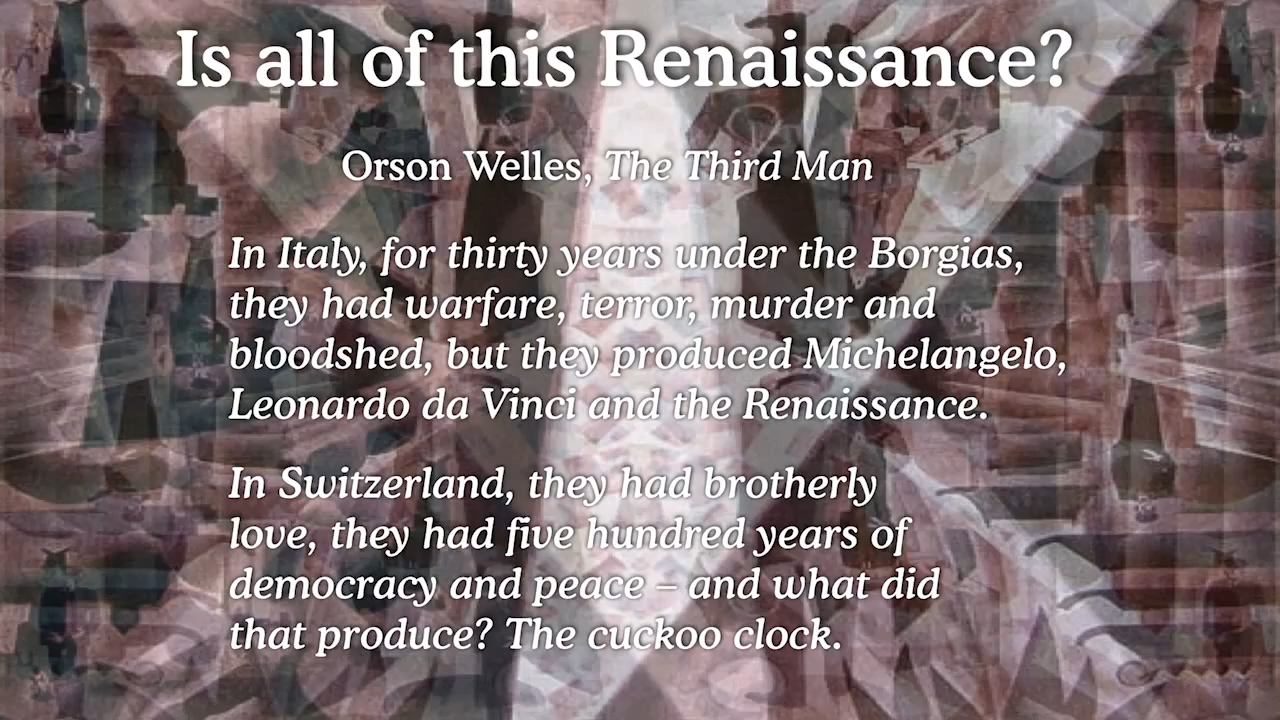 Is all of this Renaissance?
Orson Welles, The Third Man
In Italy, for thirty years under the Borgias,
they had warfare, terror, murder and
bloodshed, but they produced Michelangelo,
Leonardo da Vinci and the Renaissance.
In Switzerland, they had brotherly
love, they had five hundred years of
democracy and peace – and what did
that produce? The cuckoo clock.